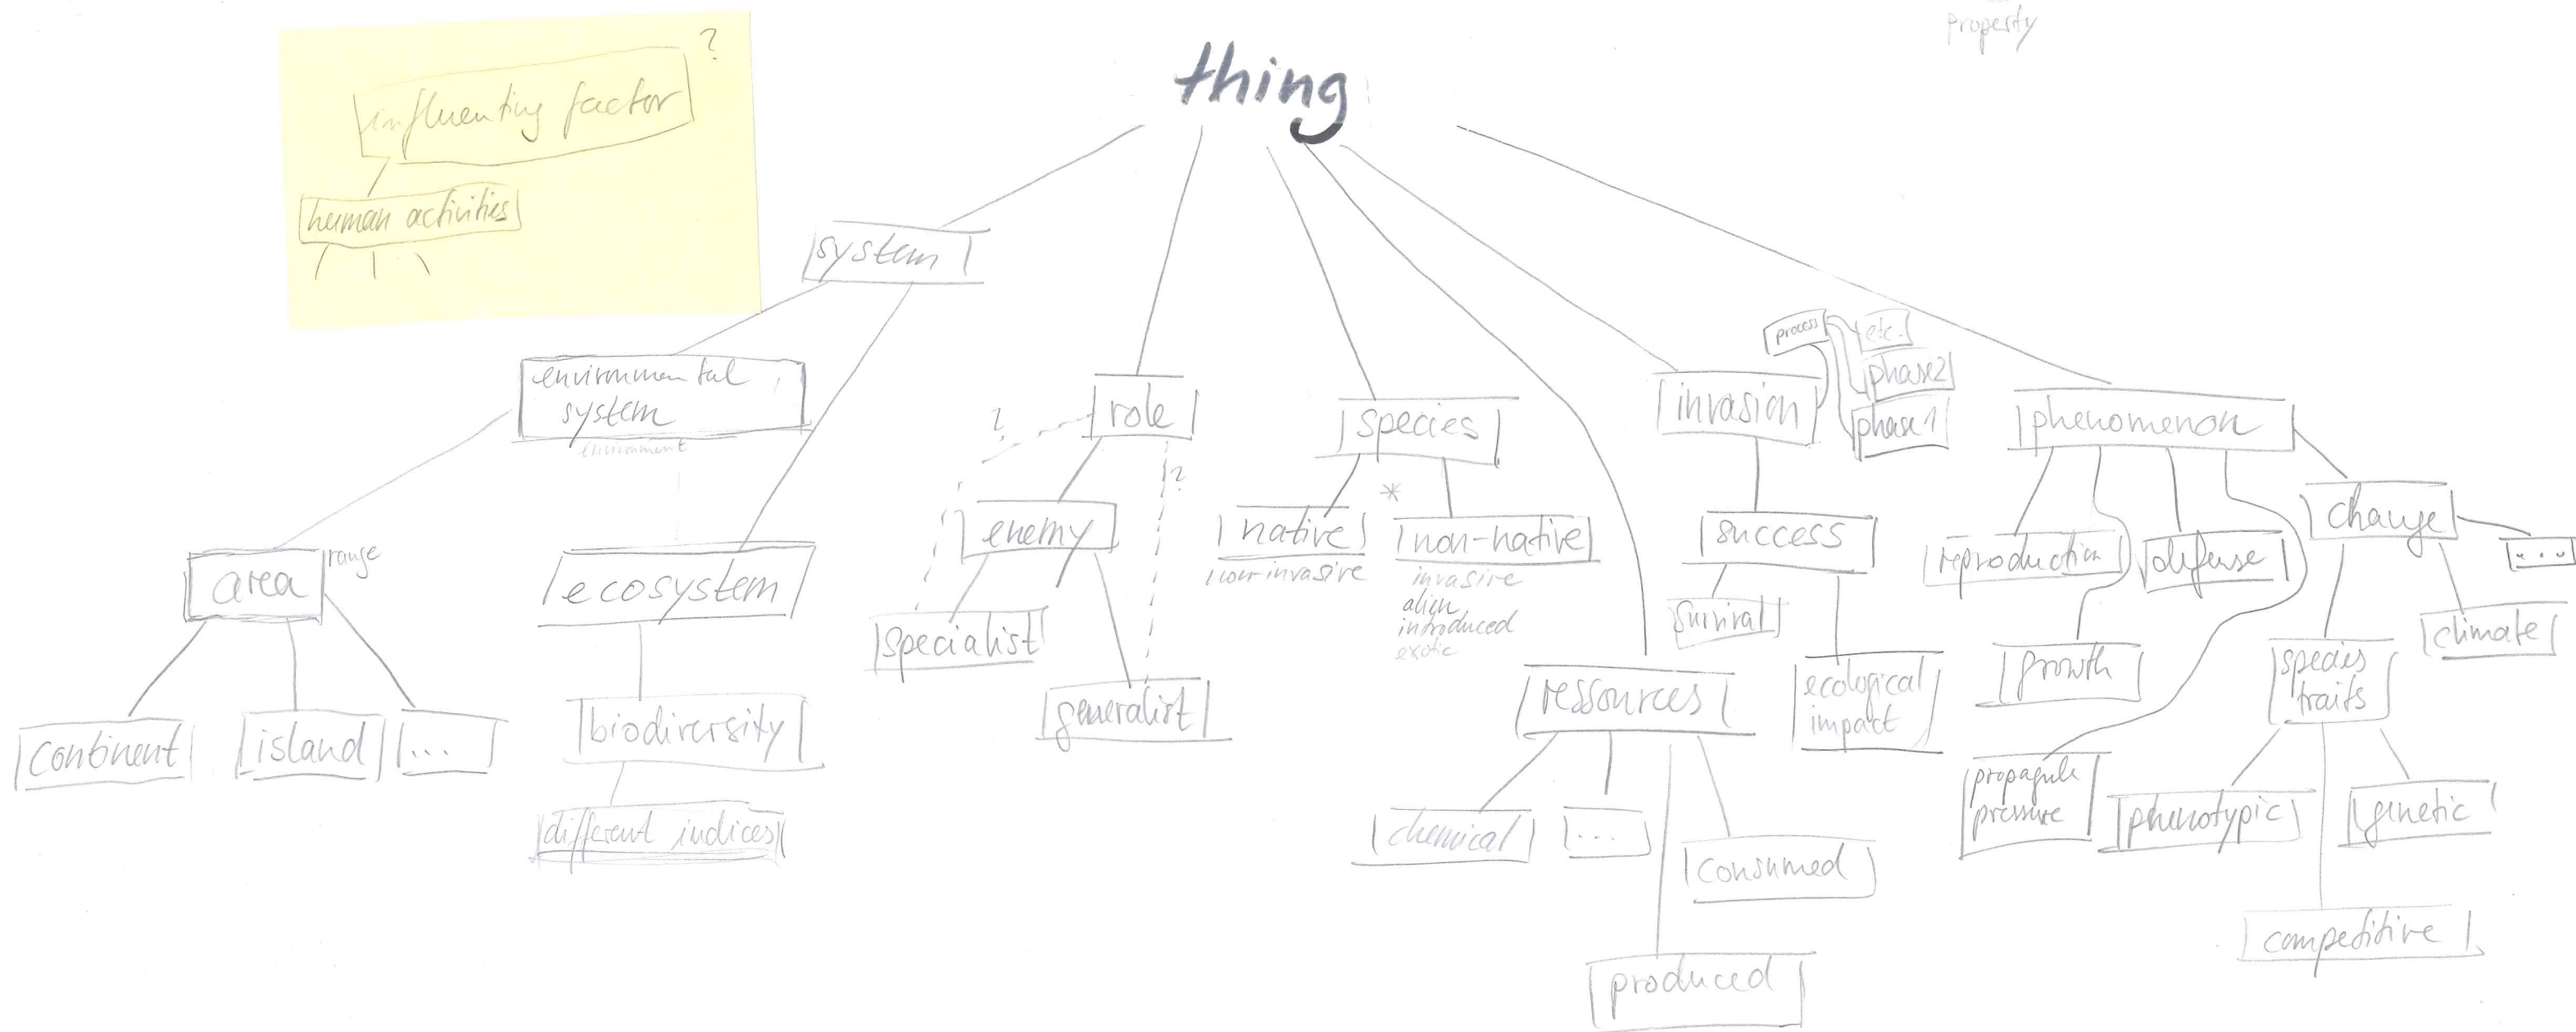 Property
?
influenting factor
human activities
thing
system
environmental
system
environment
role
?
?
enemy
specialist
generalist
species
*
native
non-invasive
non-native
invasive
alien
introduced
exotic
invasion
process
etc.
phase2
phase1
success
survival
ecological
impact
phenomenon
reproduction
defense
growth
propagule
pressure
change
...
climate
species
traits
phenotypic
genetic
competitive
area
range
continent
island
...
ecosystem
biodiversity
different indices
ressources
chemical
...
consumed
produced